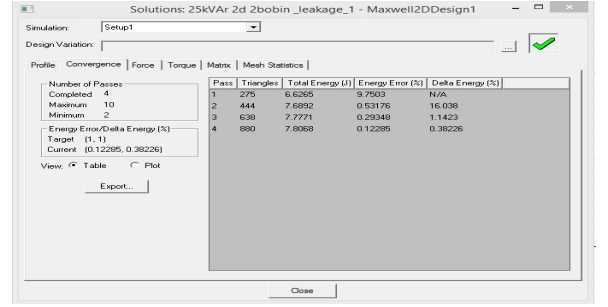 Solutions: 25kVAr 2d 2bobin _leakage_1 - Maxwell2DDesign1
Simulation: Setup1
Design Variation:
...
Profile Convergence Force Torque Matrix Mesh Statistics
Number of Passes
Completed 4
Maximum 10
Minimum 2
Energy Error/Delta Energy (%)
Target (1, 1)
Current (0.12285, 0.38226)
View: Table Plot
Export...
Pass Triangles Total Energy (J) Energy Error (%) Delta Energy (%)
1 275 6.6265 9.7503 N/A
2 444 7.6892 0.53176 16.038
3 638 7.7771 0.29348 1.1423
4 880 7.8068 0.12285 0.38226
Close